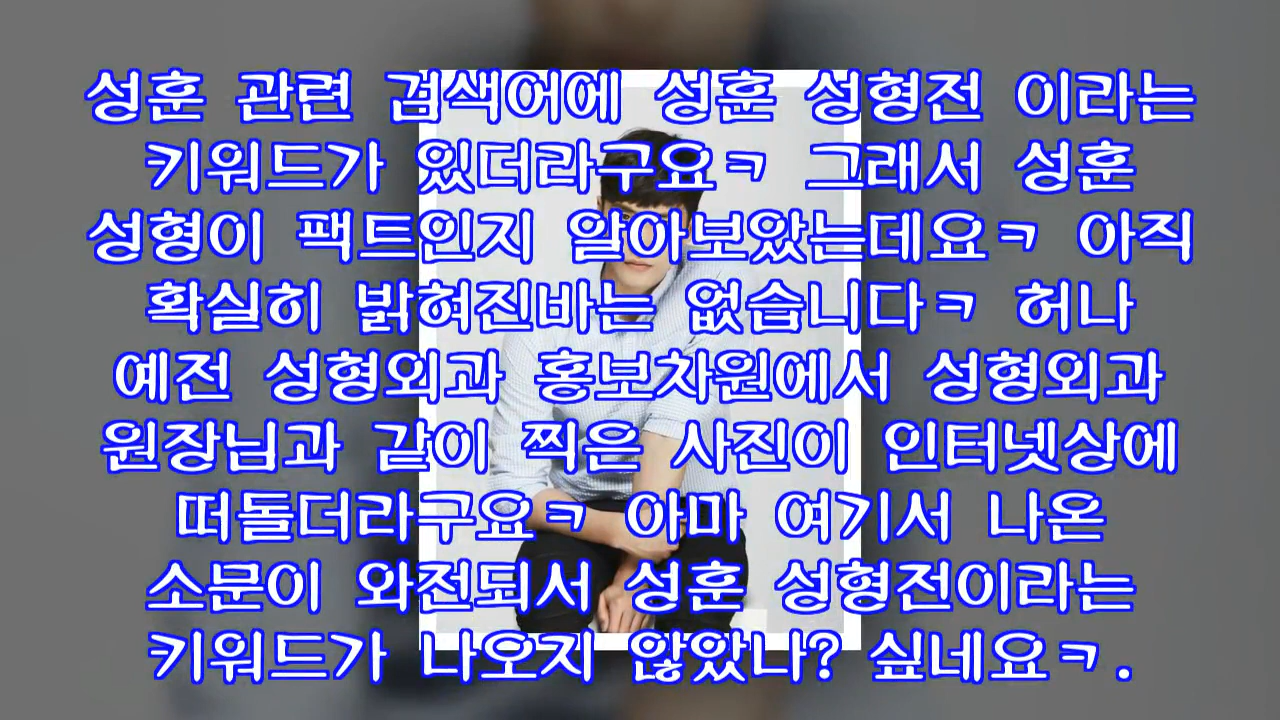 성훈 관련 검색어에 성훈 성형전 이라는
키워드가 있더라구요ㅋ 그래서 성훈
성형이 팩트인지 알아보았는데요ㅋ 아직
확실히 밝혀진바는 없습니다ㅋ 허나
예전 성형외과 홍보차원에서 성형외과
원장님과 같이 찍은 사진이 인터넷상에
떠돌더라구요ㅋ 아마 여기서 나온
소문이 와전되서 성훈 성형전이라는
키워드가 나오지 않았나? 싶네요ㅋ.